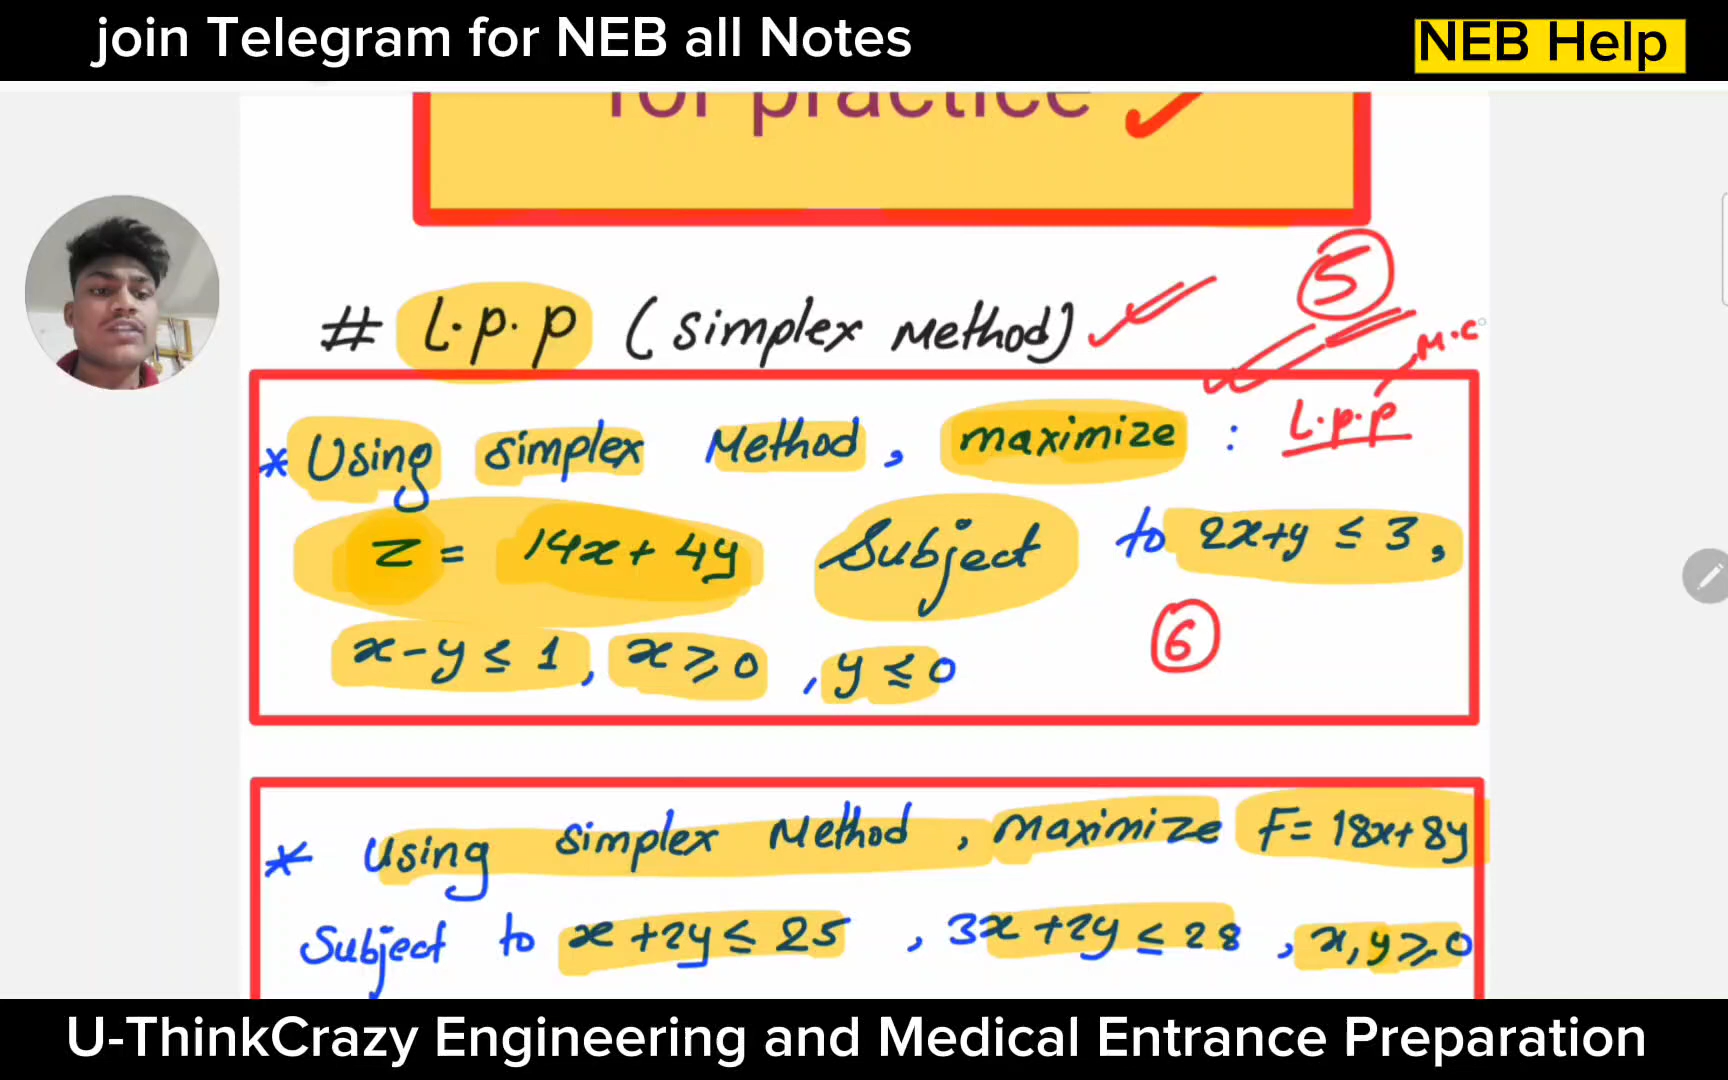 join Telegram for NEB all Notes
NEB Help
for practice
# L.p.p (simplex Method)
5
M.C
L.p.p
* Using simplex Method, maximize :
Z = 14x + 4y Subject to 2x+y ≤ 3,
x-y ≤ 1, x ≥ 0, y ≤ 0
6
* Using simplex Method, maximize F = 18x+8y
Subject to x+2y ≤ 25, 3x+2y ≤ 28, x, y ≥ 0
U-ThinkCrazy Engineering and Medical Entrance Preparation